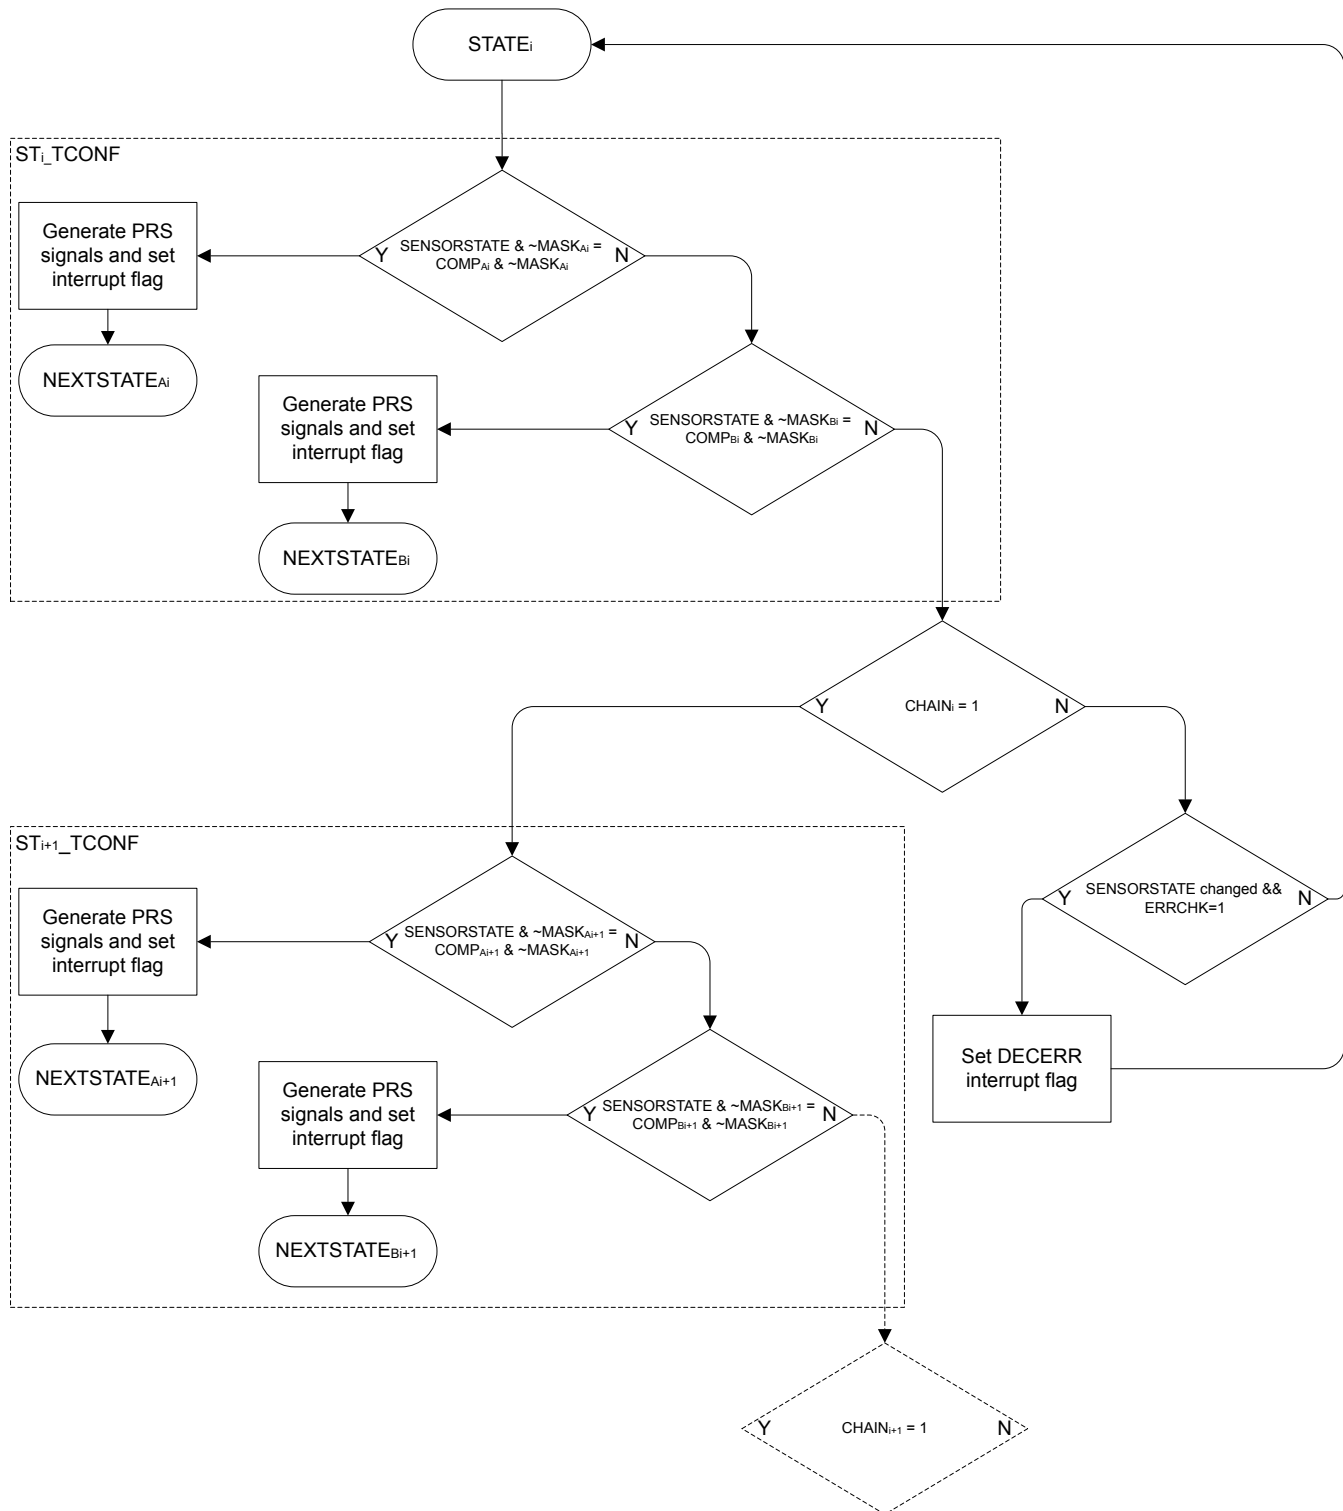 STATEi
STi_TCONF
Generate PRS
signals and set
interrupt flag
Y
SENSORSTATE & ~MASKAi =
COMPAi & ~MASKAi
N
NEXTSTATEAi
Generate PRS
signals and set
interrupt flag
Y
SENSORSTATE & ~MASKBi =
COMPBi & ~MASKBi
N
NEXTSTATEBi
Y
CHAINi = 1
N
STi+1_TCONF
Generate PRS
signals and set
interrupt flag
Y
SENSORSTATE & ~MASKAi+1 =
COMPAi+1 & ~MASKAi+1
N
Y
SENSORSTATE changed &&
ERRCHK=1
N
NEXTSTATEAi+1
Set DECERR
interrupt flag
Generate PRS
signals and set
interrupt flag
Y
SENSORSTATE & ~MASKBi+1 =
COMPBi+1 & ~MASKBi+1
N
NEXTSTATEBi+1
Y
CHAINi+1 = 1
N